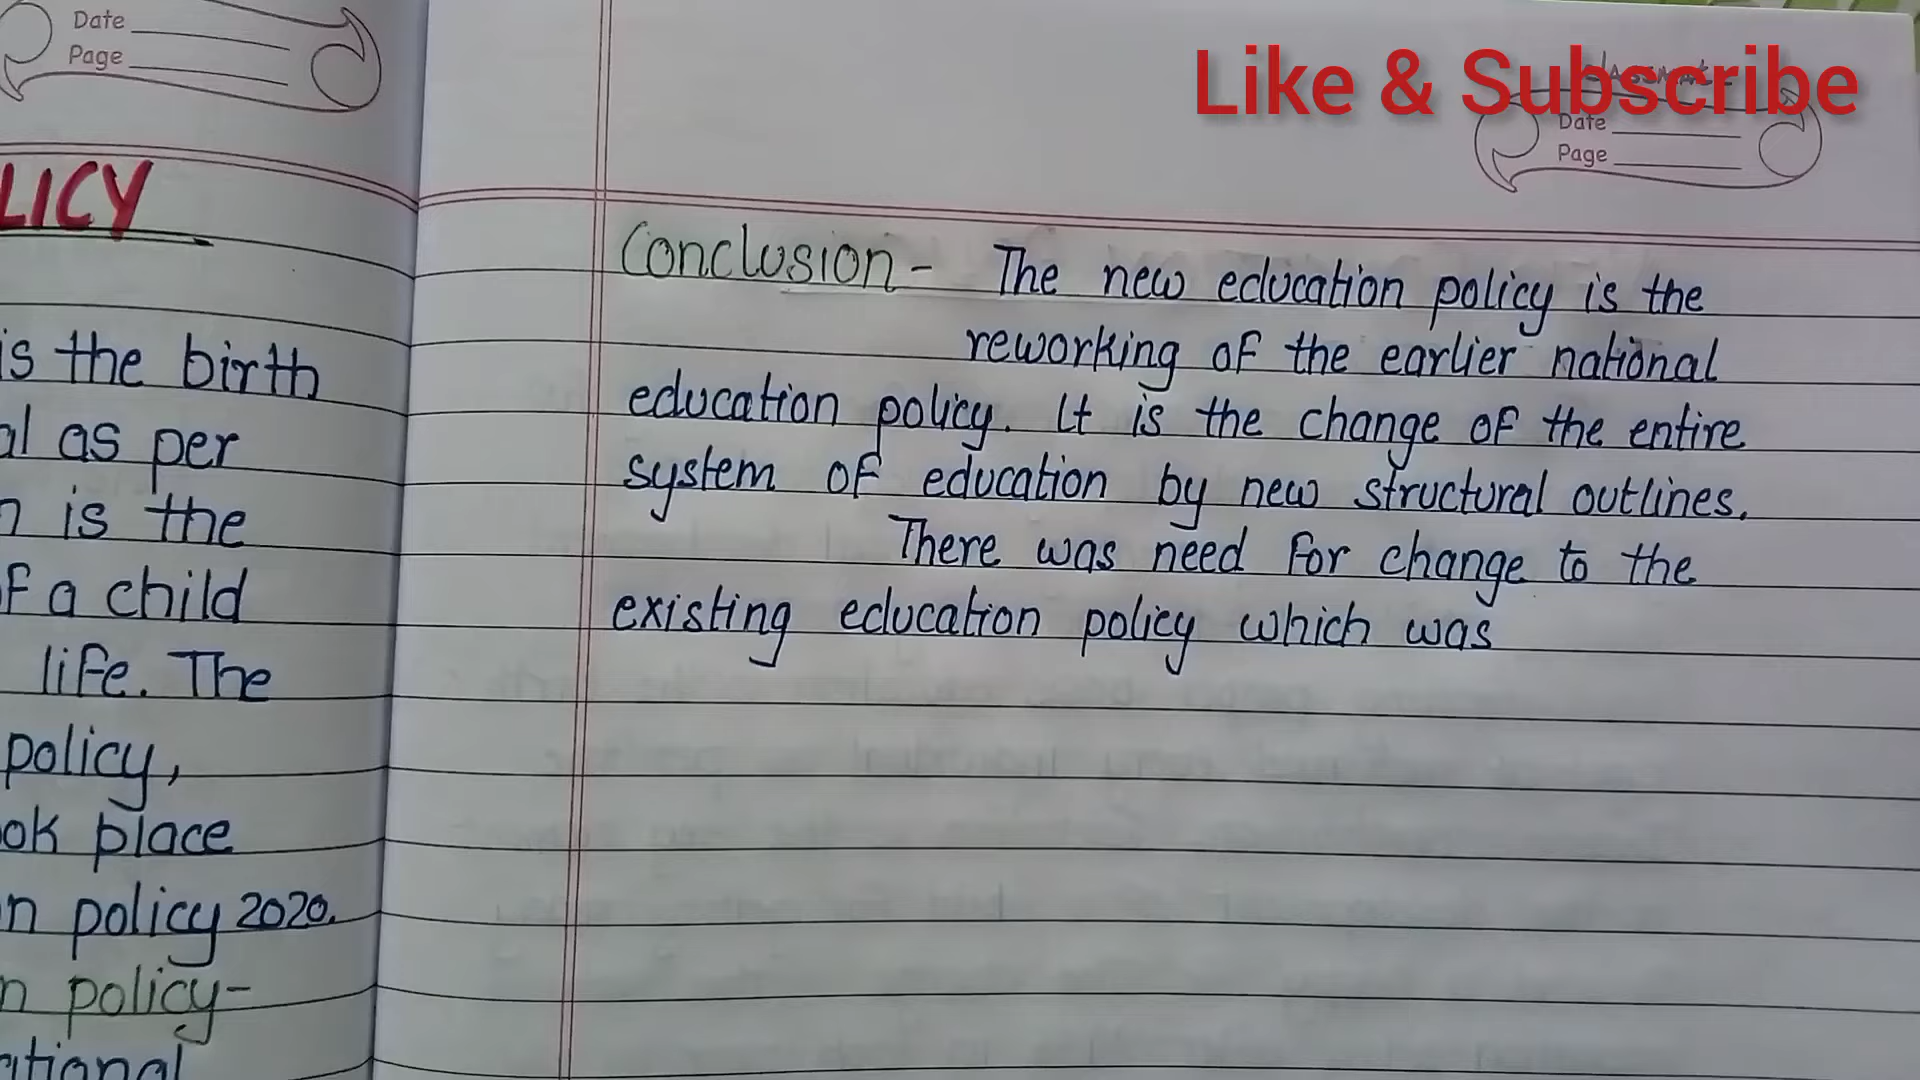 Date
Page
LICY
is the birth
al as per
n is the
f a child
life. The
policy,
ok place
n policy 2020.
n policy-
ational
Like & Subscribe
classmate
Date
Page
Conclusion - The new education policy is the
reworking of the earlier national
education policy. It is the change of the entire
system of education by new structural outlines.
There was need for change to the
existing education policy which was